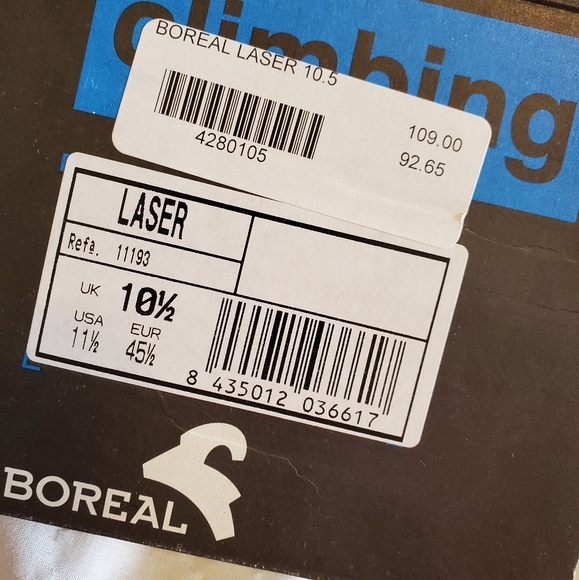 climbing
BOREAL LASER 10.5
4280105
109.00
92.65
LASER
Refª. 11193
UK 10½
USA 11½
EUR 45½
8 435012 036617
BOREAL